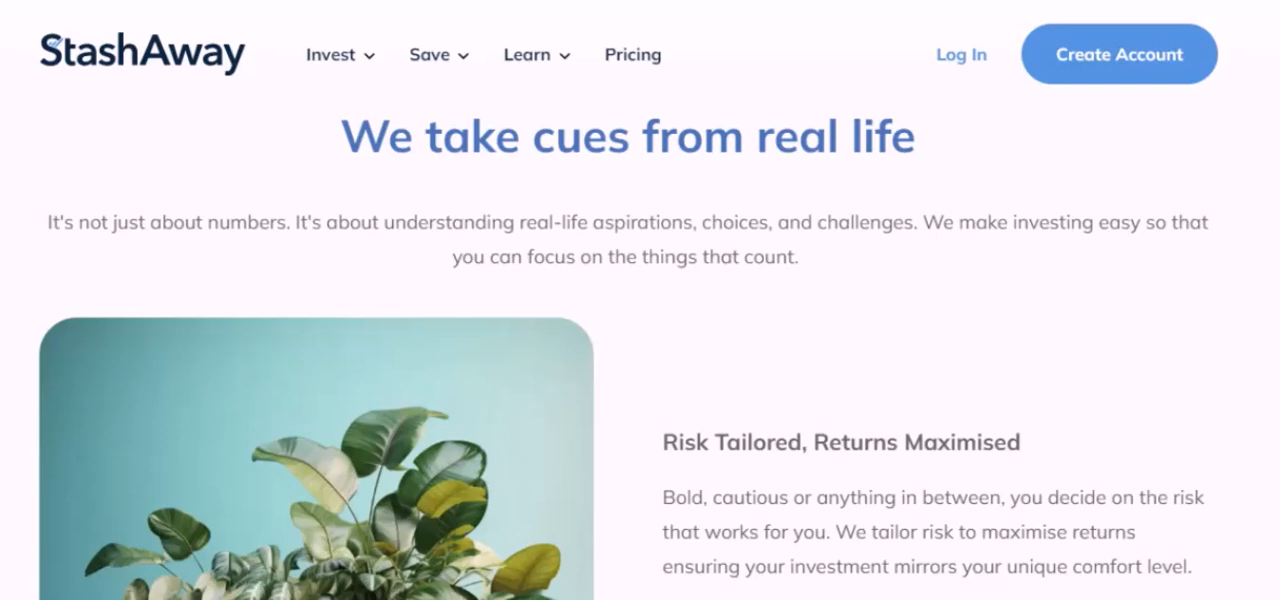 StashAway Invest Save Learn Pricing Log In Create Account
We take cues from real life
It's not just about numbers. It's about understanding real-life aspirations, choices, and challenges. We make investing easy so that
you can focus on the things that count.
Risk Tailored, Returns Maximised
Bold, cautious or anything in between, you decide on the risk
that works for you. We tailor risk to maximise returns
ensuring your investment mirrors your unique comfort level.